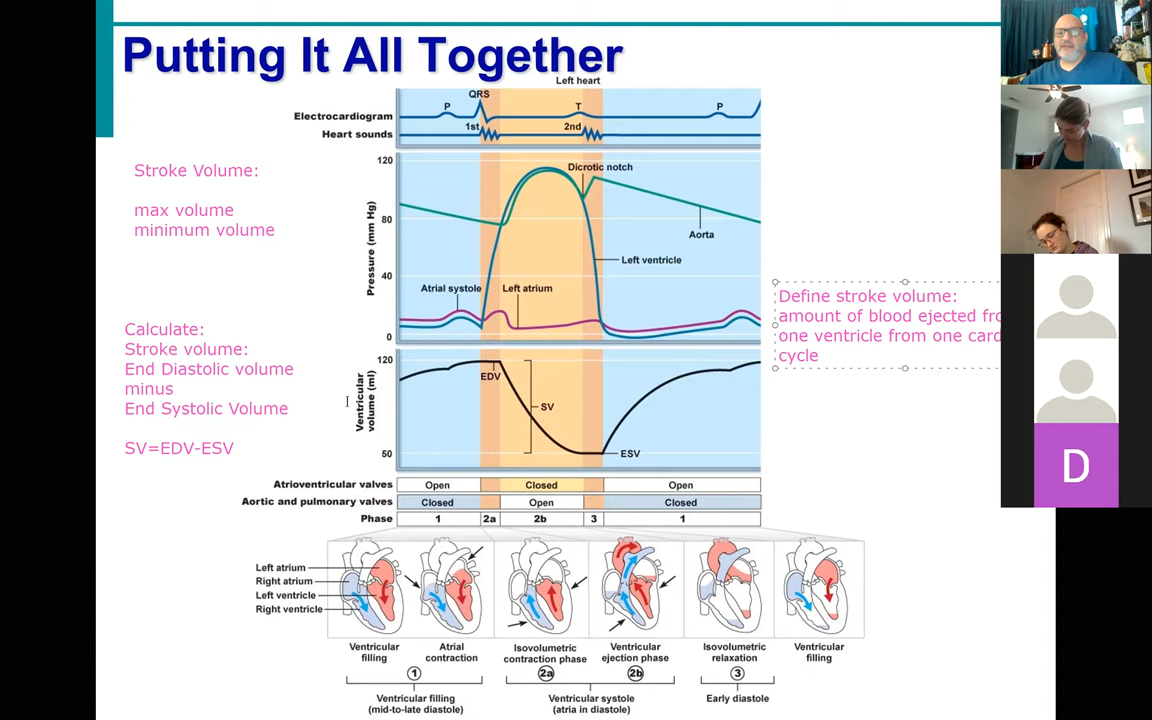 Putting It All Together
Left heart
QRS
P
T
P
Electrocardiogram
1st
2nd
Heart sounds
120
Dicrotic notch
Stroke Volume:
max volume
minimum volume
80
Pressure (mm Hg)
Aorta
Left ventricle
40
Atrial systole
Left atrium
0
Define stroke volume:
amount of blood ejected
one ventricle from one
cycle
Calculate:
Stroke volume:
End Diastolic volume
minus
End Systolic Volume
SV=EDV-ESV
120
EDV
Ventricular
volume (ml)
SV
50
ESV
D
Atrioventricular valves
Open
Closed
Open
Aortic and pulmonary valves
Closed
Open
Closed
Phase
1
2a
2b
3
1
Left atrium
Right atrium
Left ventricle
Right ventricle
Ventricular
filling
Atrial
contraction
Isovolumetric
contraction phase
Ventricular
ejection phase
Isovolumetric
relaxation
Ventricular
filling
1
2a
2b
3
Ventricular filling
(mid-to-late diastole)
Ventricular systole
(atria in diastole)
Early diastole